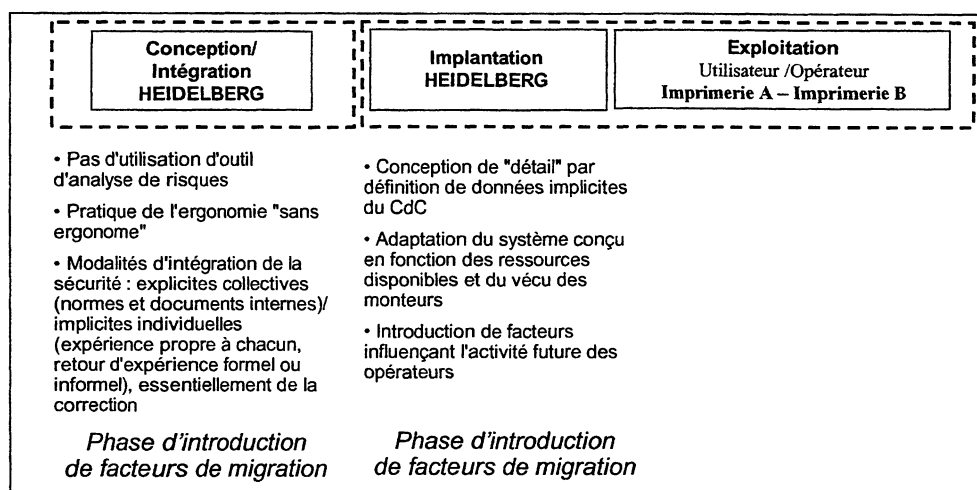 Conception/
Intégration
HEIDELBERG
Implantation
HEIDELBERG
Exploitation
Utilisateur /Opérateur
Imprimerie A – Imprimerie B
• Pas d'utilisation d'outil
d'analyse de risques
• Pratique de l'ergonomie "sans
ergonome"
• Modalités d'intégration de la
sécurité : explicites collectives
(normes et documents internes)/
implicites individuelles
(expérience propre à chacun,
retour d'expérience formel ou
informel), essentiellement de la
correction
Phase d'introduction
de facteurs de migration
• Conception de "détail" par
définition de données implicites
du CdC
• Adaptation du système conçu
en fonction des ressources
disponibles et du vécu des
monteurs
• Introduction de facteurs
influençant l'activité future des
opérateurs
Phase d'introduction
de facteurs de migration